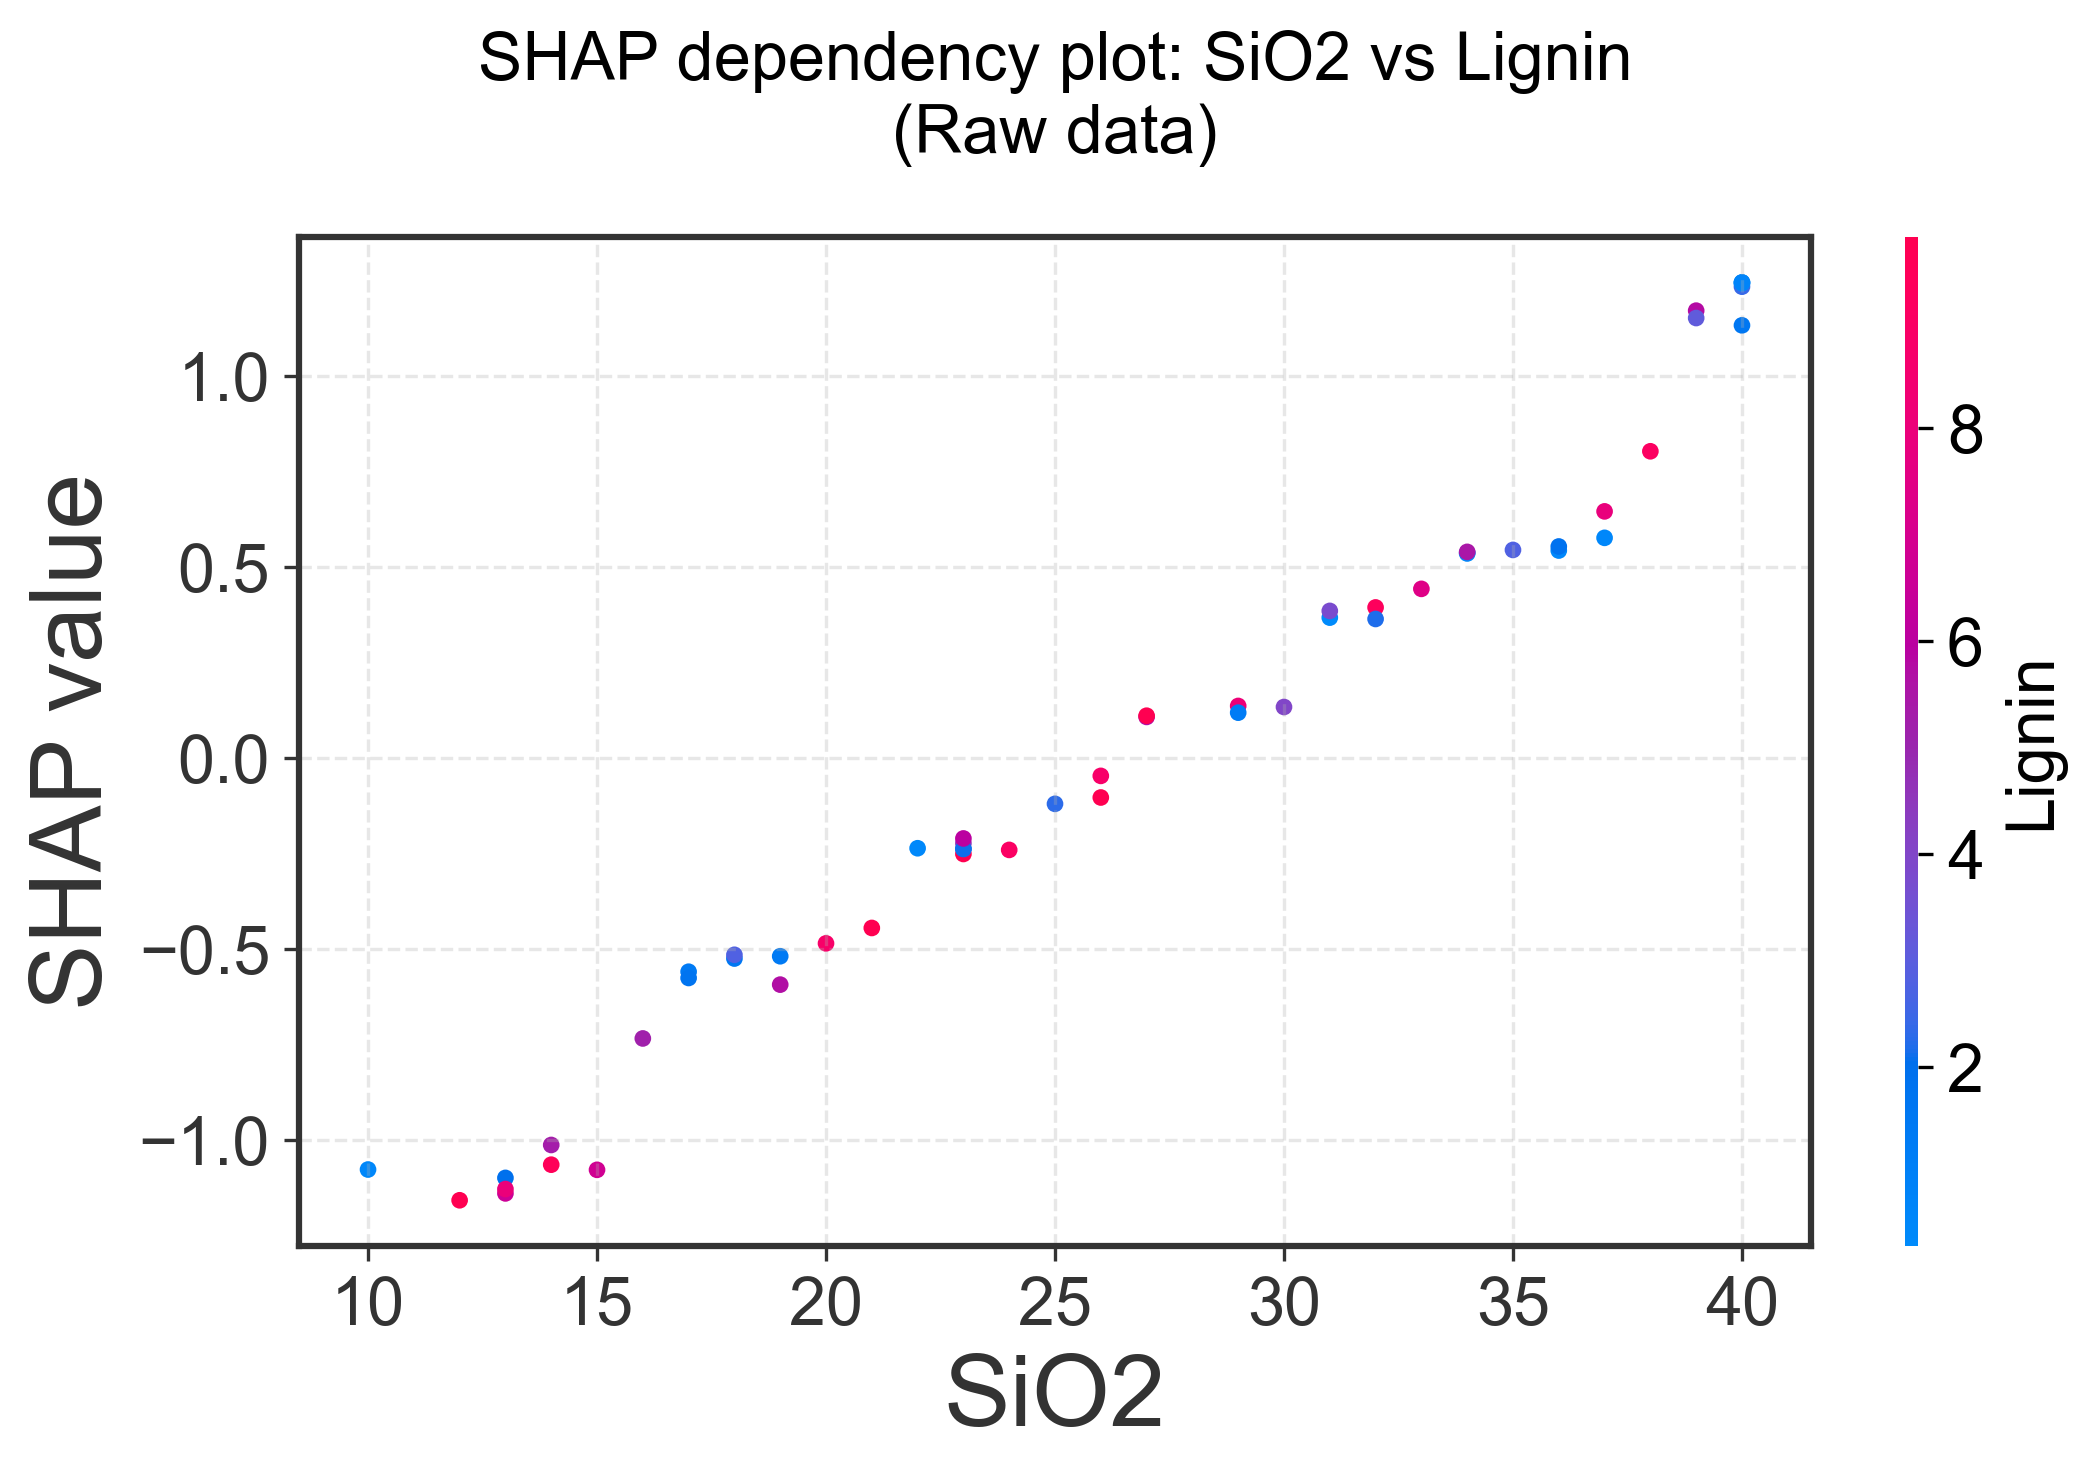 SHAP dependency plot: SiO2 vs Lignin
(Raw data)
SHAP value
1.0
0.5
0.0
−0.5
−1.0
10 15 20 25 30 35 40
SiO2
8
6
4
2
Lignin